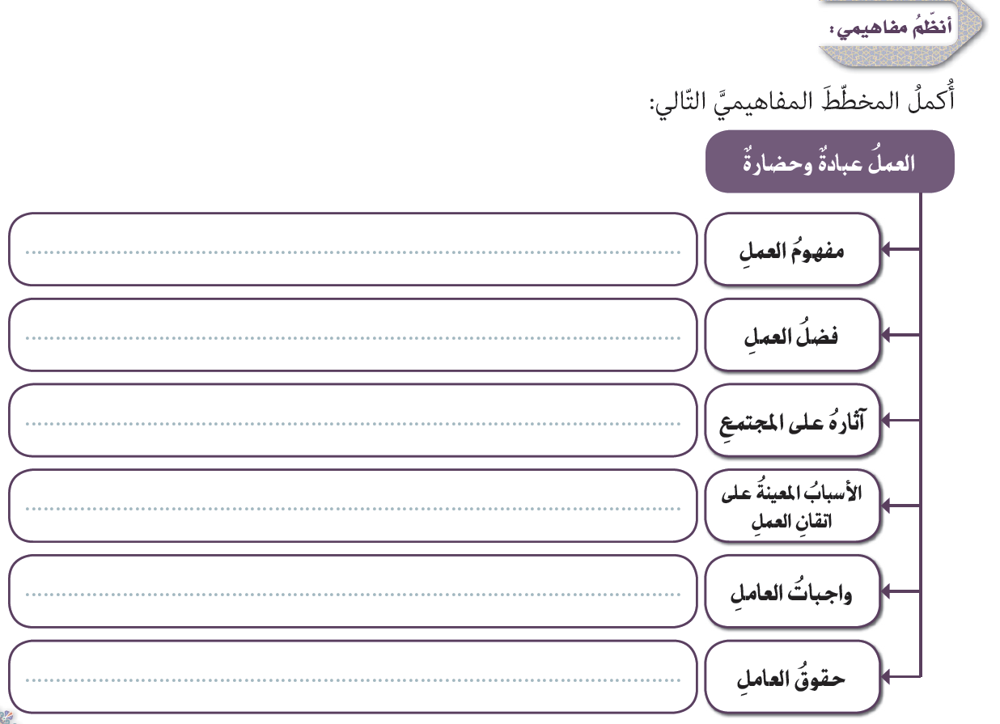 أنظّمُ مفاهيمي:
أُكملُ المخطّطَ المفاهيميَّ التّالي:
العملُ عبادةٌ وحضارةٌ
مفهومُ العملِ
فضلُ العملِ
آثارهُ على المجتمعِ
الأسبابُ المعينةُ على
اتقانِ العملِ
واجباتُ العاملِ
حقوقُ العاملِ